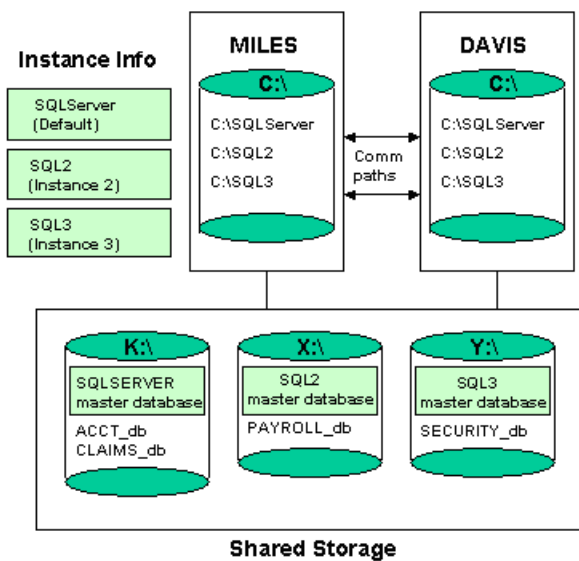 Instance Info
SQLServer
(Default)
SQL2
(Instance 2)
SQL3
(Instance 3)
MILES
C:\
C:\SQLServer
C:\SQL2
C:\SQL3
Comm
paths
DAVIS
C:\
C:\SQLServer
C:\SQL2
C:\SQL3
K:\
SQLSERVER
master database
ACCT_db
CLAIMS_db
X:\
SQL2
master database
PAYROLL_db
Y:\
SQL3
master database
SECURITY_db
Shared Storage